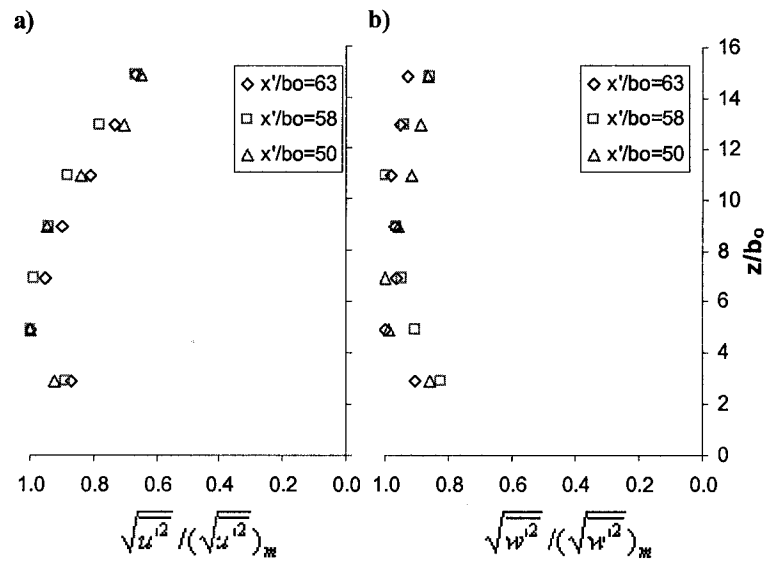 a)
x'/bo=63
x'/bo=58
x'/bo=50
1.0 0.8 0.6 0.4 0.2 0.0
√u'² /(√u'²)m
b)
x'/bo=63
x'/bo=58
x'/bo=50
16
14
12
10
8
6
4
2
0
z/bo
1.0 0.8 0.6 0.4 0.2 0.0
√w'² /(√w'²)m